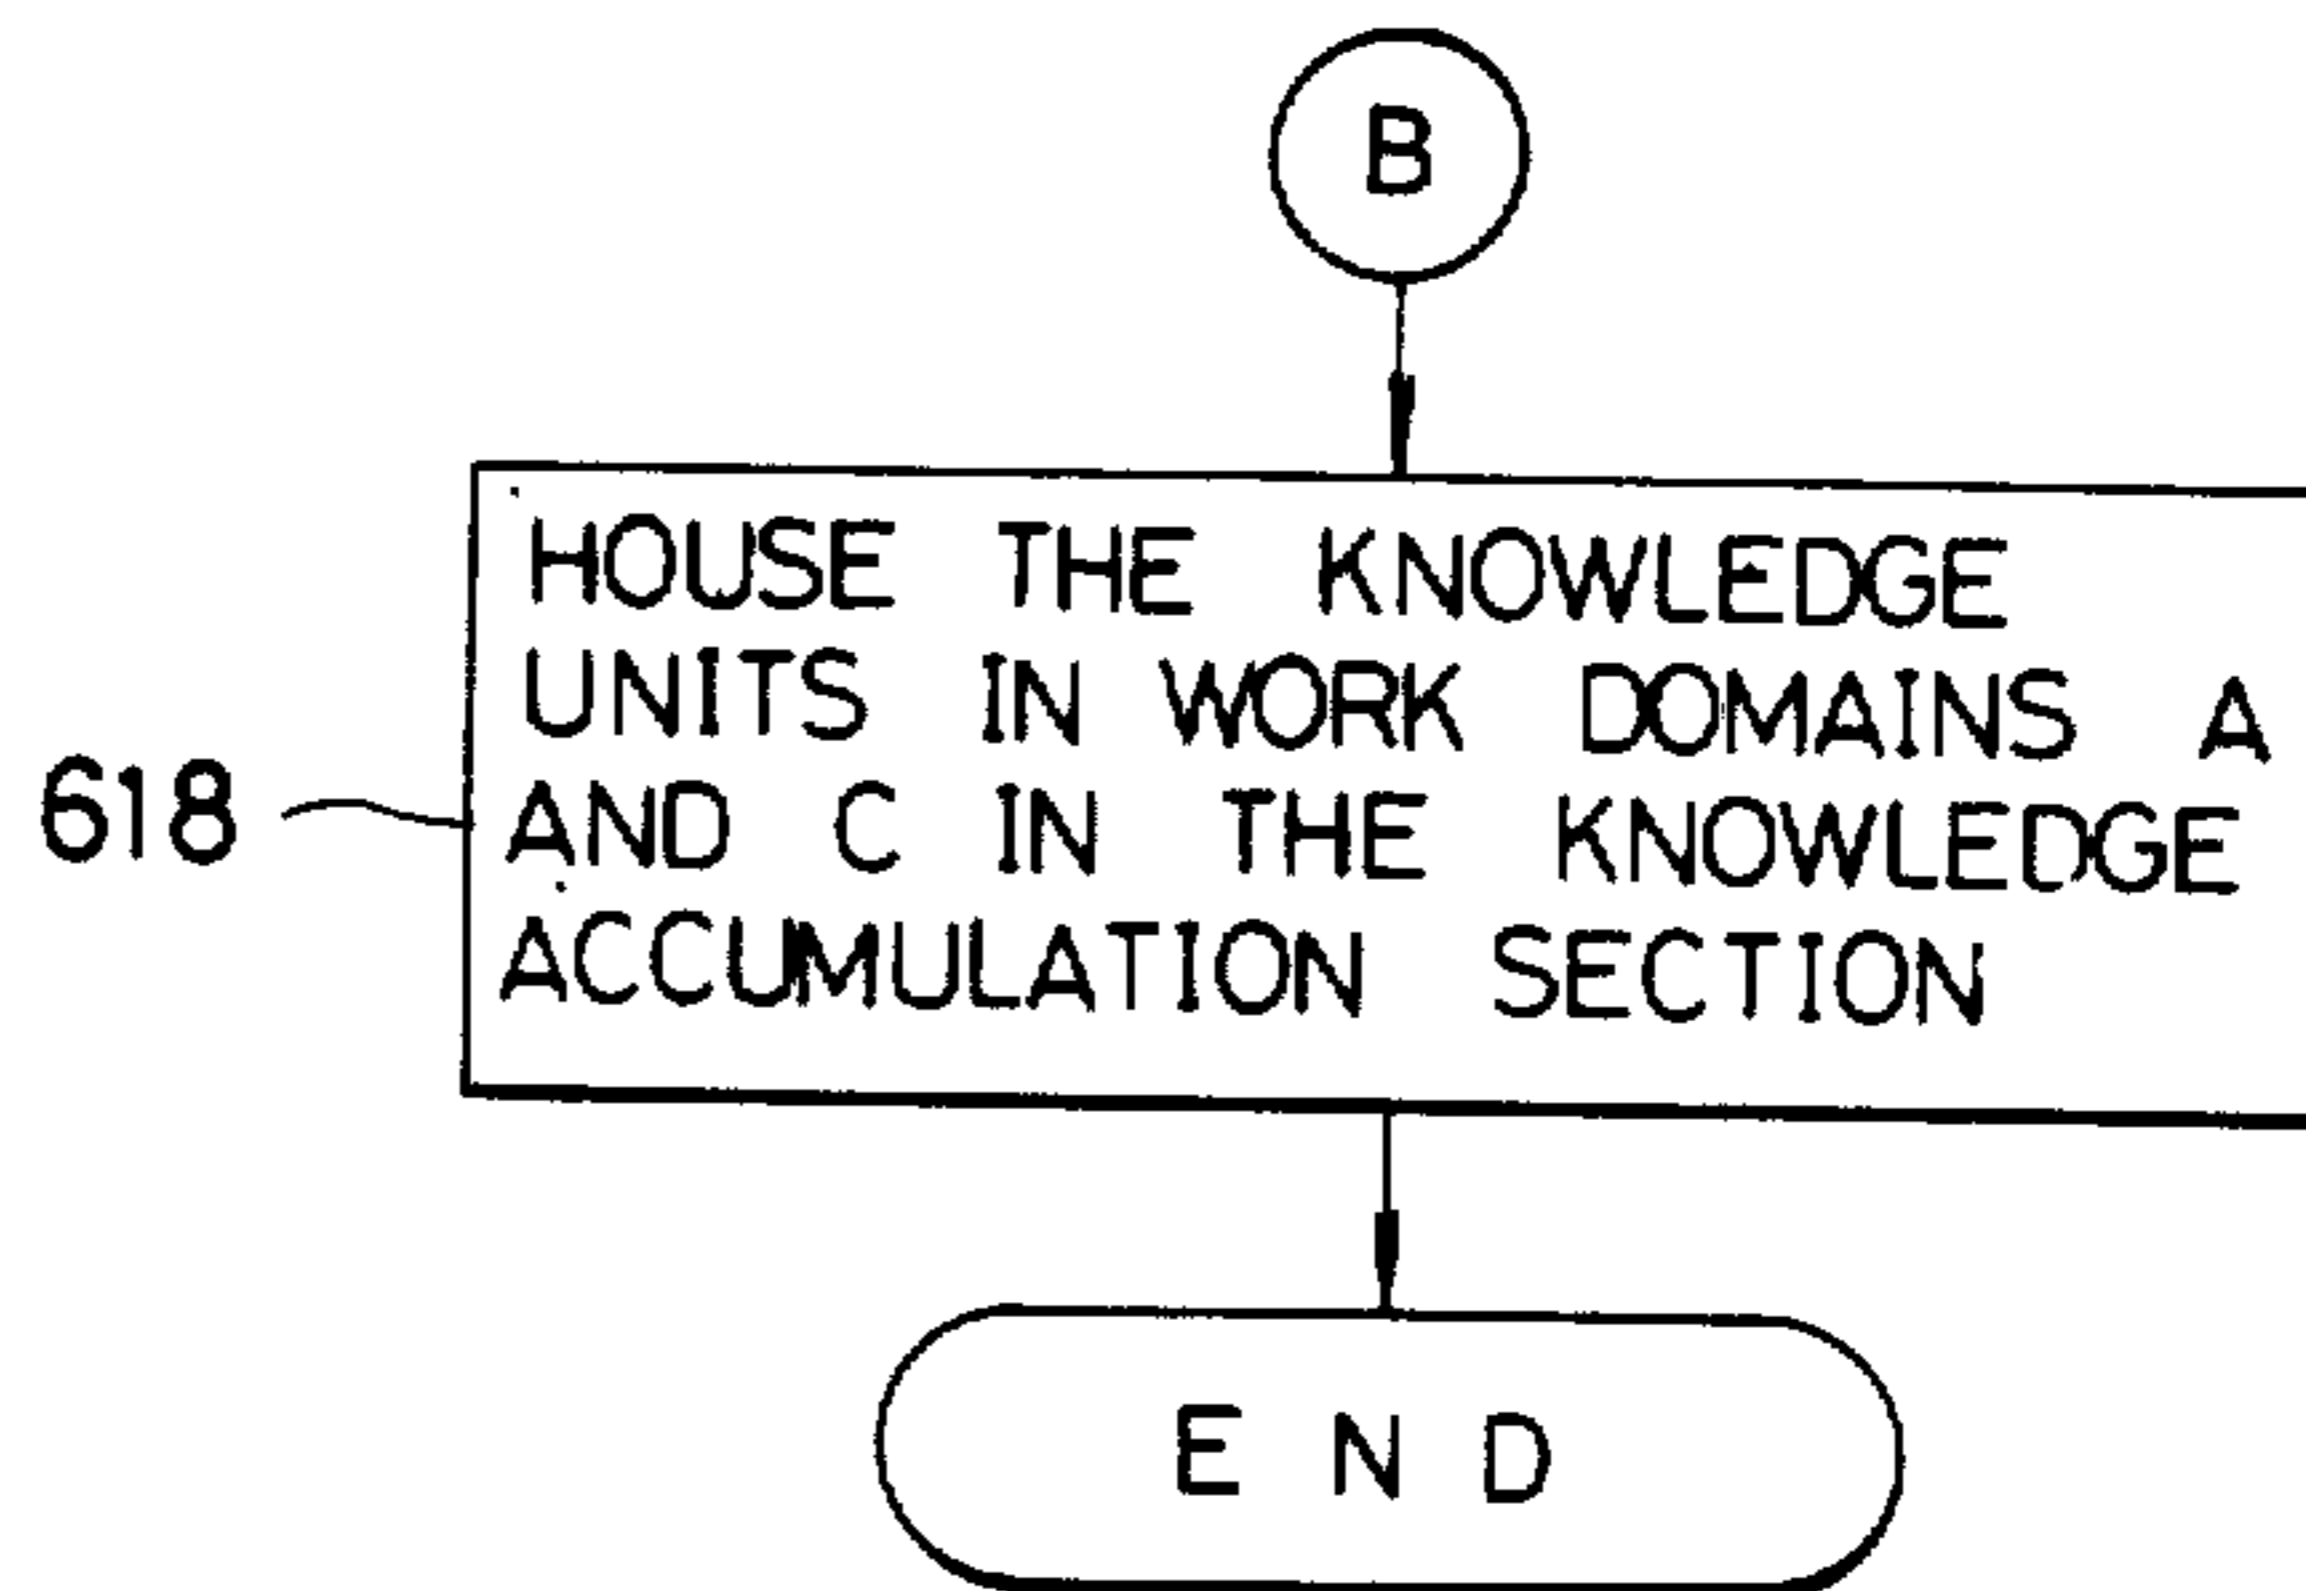 B
HOUSE THE KNOWLEDGE
UNITS IN WORK DOMAINS A
618
AND C IN THE KNOWLEDGE
ACCUMULATION SECTION
END